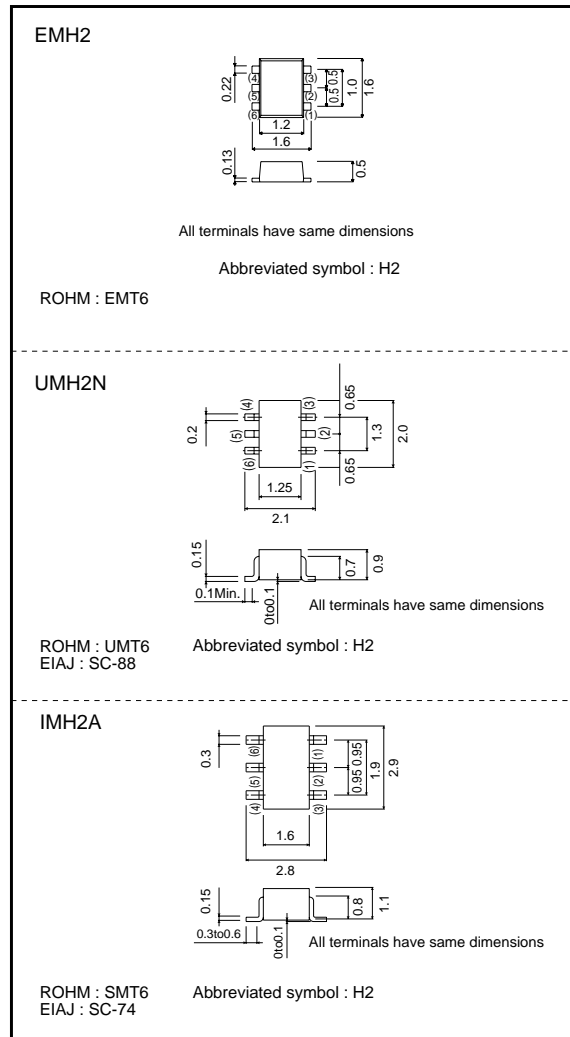 EMH2
0.22
(4)
(3)
(5)
(2)
(6)
(1)
0.5 0.5
1.0
1.6
1.2
1.6
0.13
0.5
All terminals have same dimensions
Abbreviated symbol : H2
ROHM : EMT6
UMH2N
0.2
(4)
(3)
(5)
(2)
(6)
(1)
0.65
0.65
1.3
2.0
1.25
2.1
0.15
0.1Min.
0to0.1
0.7
0.9
All terminals have same dimensions
ROHM : UMT6
Abbreviated symbol : H2
EIAJ : SC-88
IMH2A
0.3
(6)
(1)
(5)
(2)
(4)
(3)
0.95 0.95
1.9
2.9
1.6
2.8
0.15
0.3to0.6
0to0.1
0.8
1.1
All terminals have same dimensions
ROHM : SMT6
Abbreviated symbol : H2
EIAJ : SC-74